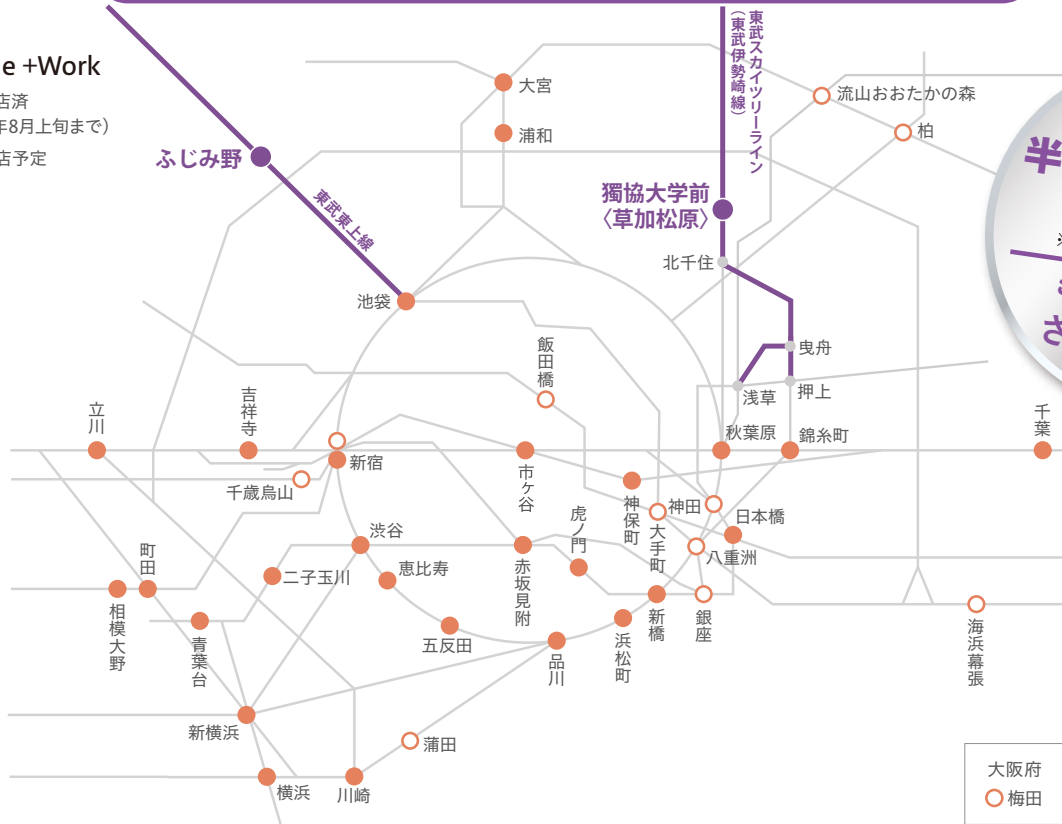 e +Work
店済
年8月上旬まで）
店予定
東武スカイツリーライン
（東武伊勢崎線）
大宮
流山おおたかの森
柏
浦和
半
ふじみ野
東武東上線
獨協大学前
〈草加松原〉
※
北千住
さ
池袋
飯田橋
曳舟
押上
浅草
立川
吉祥寺
千葉
秋葉原
錦糸町
新宿
市ケ谷
千歳烏山
神保町
神田
大手町
日本橋
虎ノ門
渋谷
八重洲
町田
恵比寿
二子玉川
赤坂見附
相模大野
青葉台
新橋
銀座
五反田
浜松町
海浜幕張
品川
新横浜
蒲田
横浜
川崎
大阪府
梅田